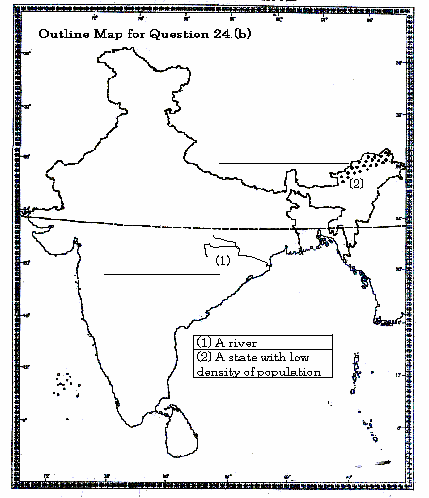 Outline Map for Question 24.(b)
(2)
(1)
(1) A river
(2) A state with low
density of population